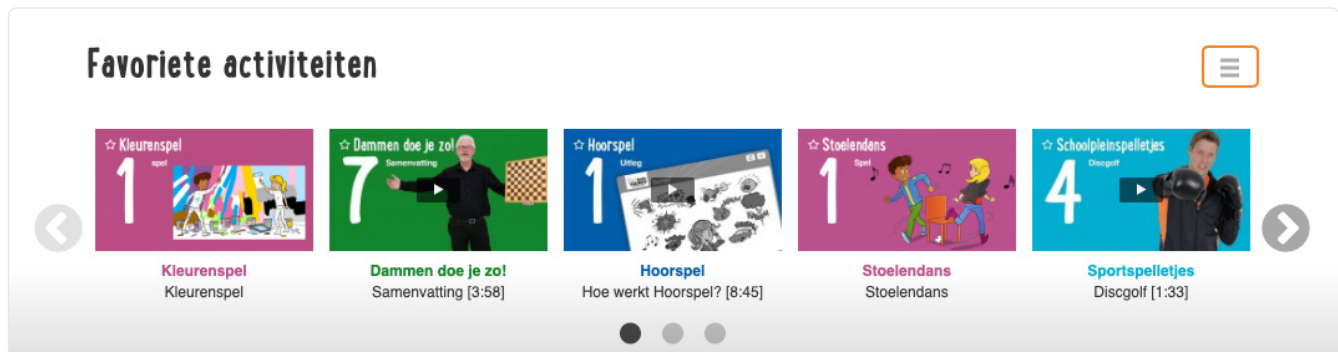 Favoriete activiteiten
Kleurenspel
1
spel
Dammen doe je zo!
7
Samenvatting
Hoorspel
1
Uitleg
Stoelendans
1
Spel
Schoolpleinspelletjes
4
Discgolf
Kleurenspel
Kleurenspel
Dammen doe je zo!
Samenvatting [3:58]
Hoorspel
Hoe werkt Hoorspel? [8:45]
Stoelendans
Stoelendans
Sportspelletjes
Discgolf [1:33]